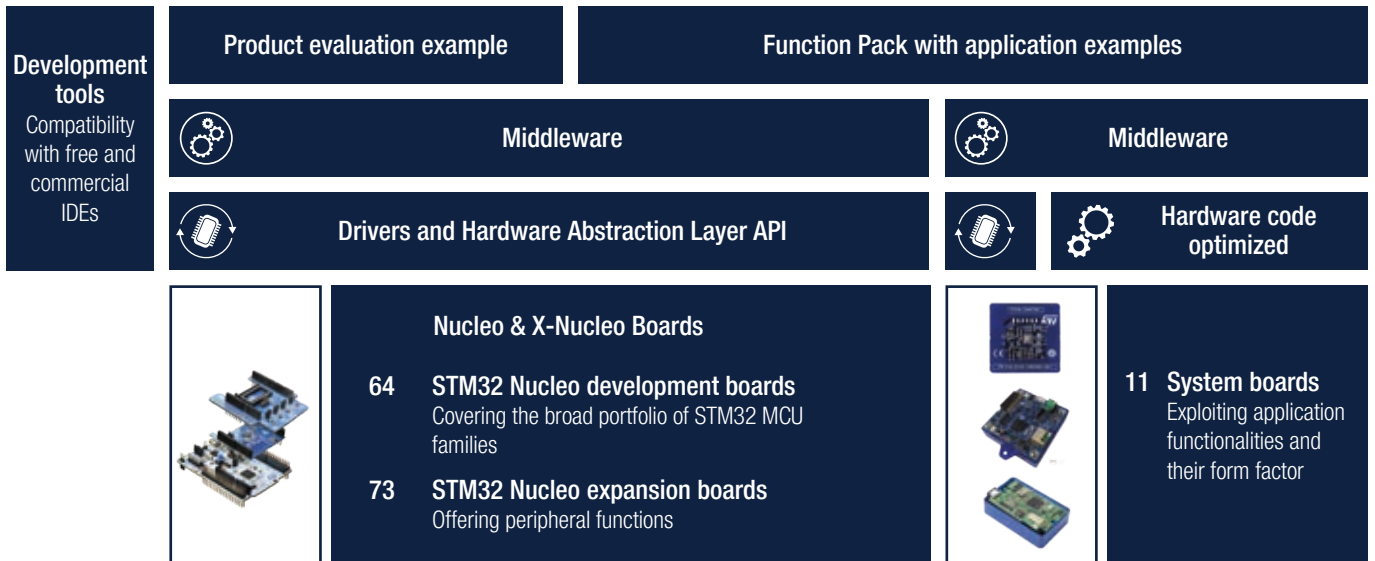 Development
tools
Compatibility
with free and
commercial
IDEs
Product evaluation example
Function Pack with application examples
Middleware
Middleware
Drivers and Hardware Abstraction Layer API
Hardware code
optimized
Nucleo & X-Nucleo Boards
64 STM32 Nucleo development boards
Covering the broad portfolio of STM32 MCU
families
73 STM32 Nucleo expansion boards
Offering peripheral functions
11 System boards
Exploiting application
functionalities and
their form factor